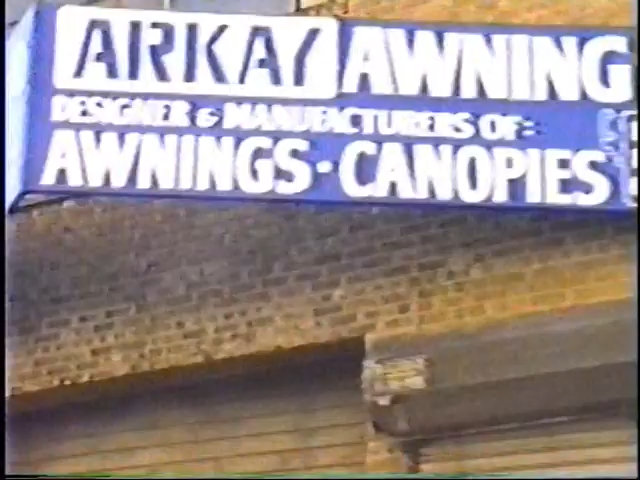 ARKAY AWNING
DESIGNER & MANUFACTURERS OF:
AWNINGS • CANOPIES